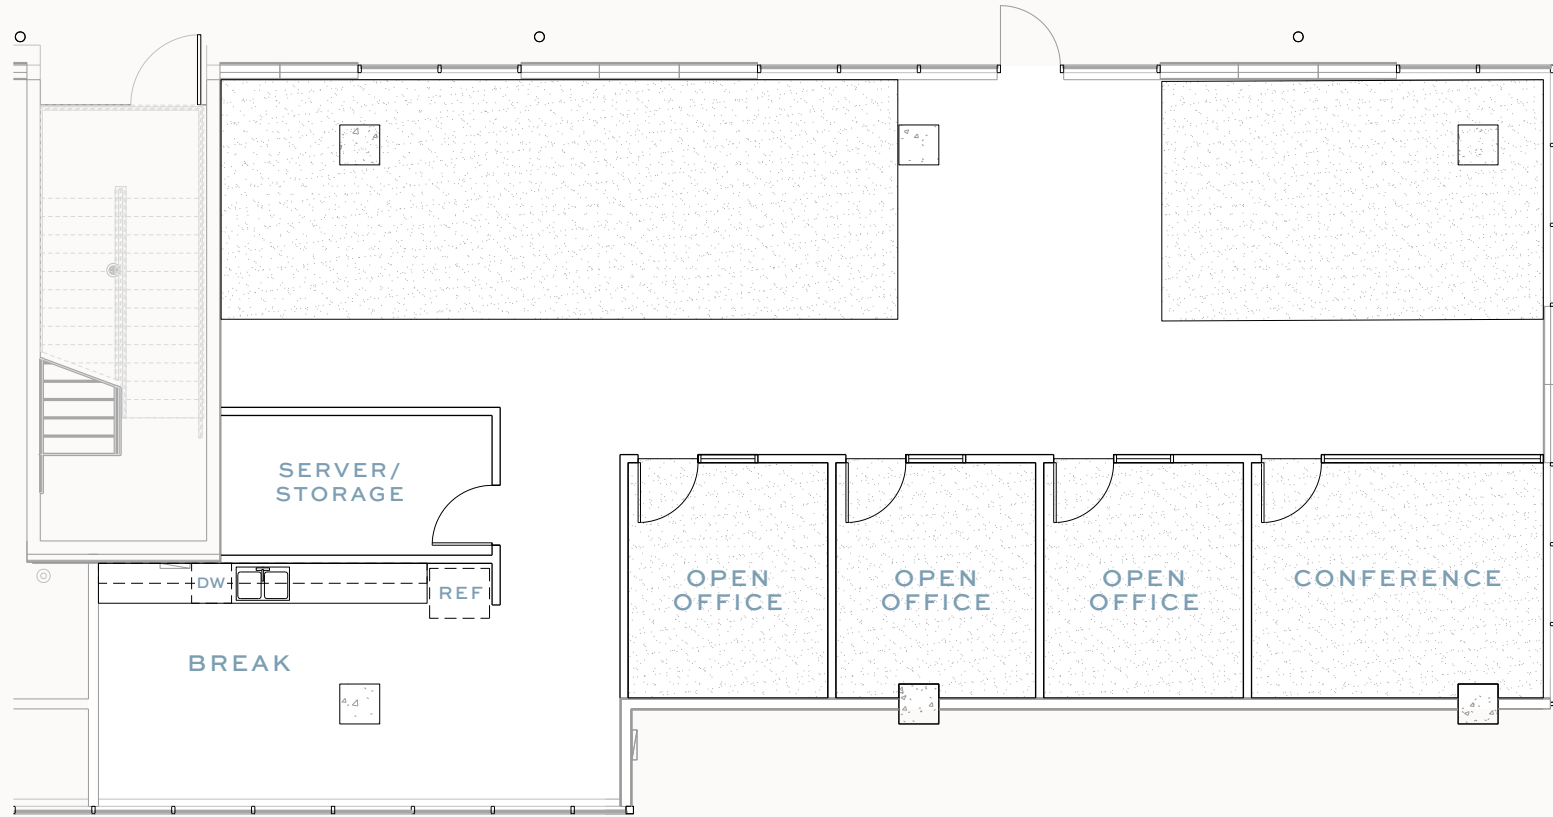 SERVER/
STORAGE
DW
REF
BREAK
OPEN
OFFICE
OPEN
OFFICE
OPEN
OFFICE
CONFERENCE